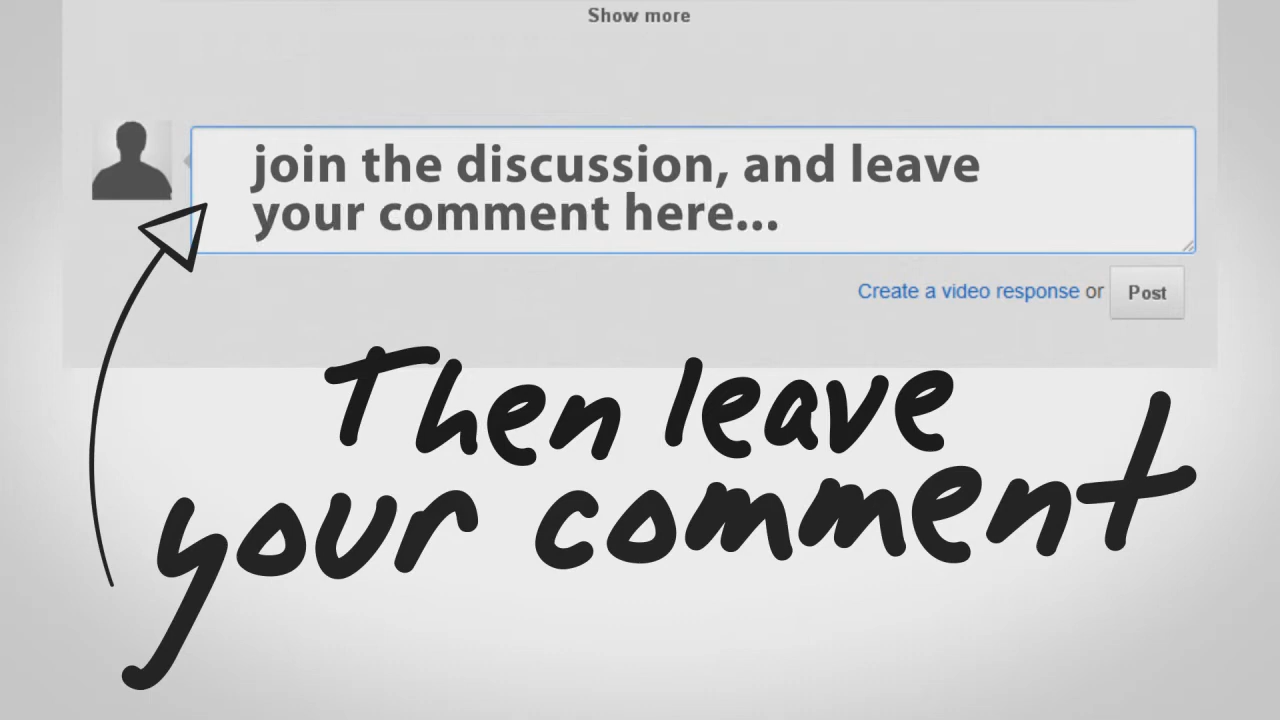 Show more
join the discussion, and leave
your comment here...
Create a video response or
Post
Then leave
your comment